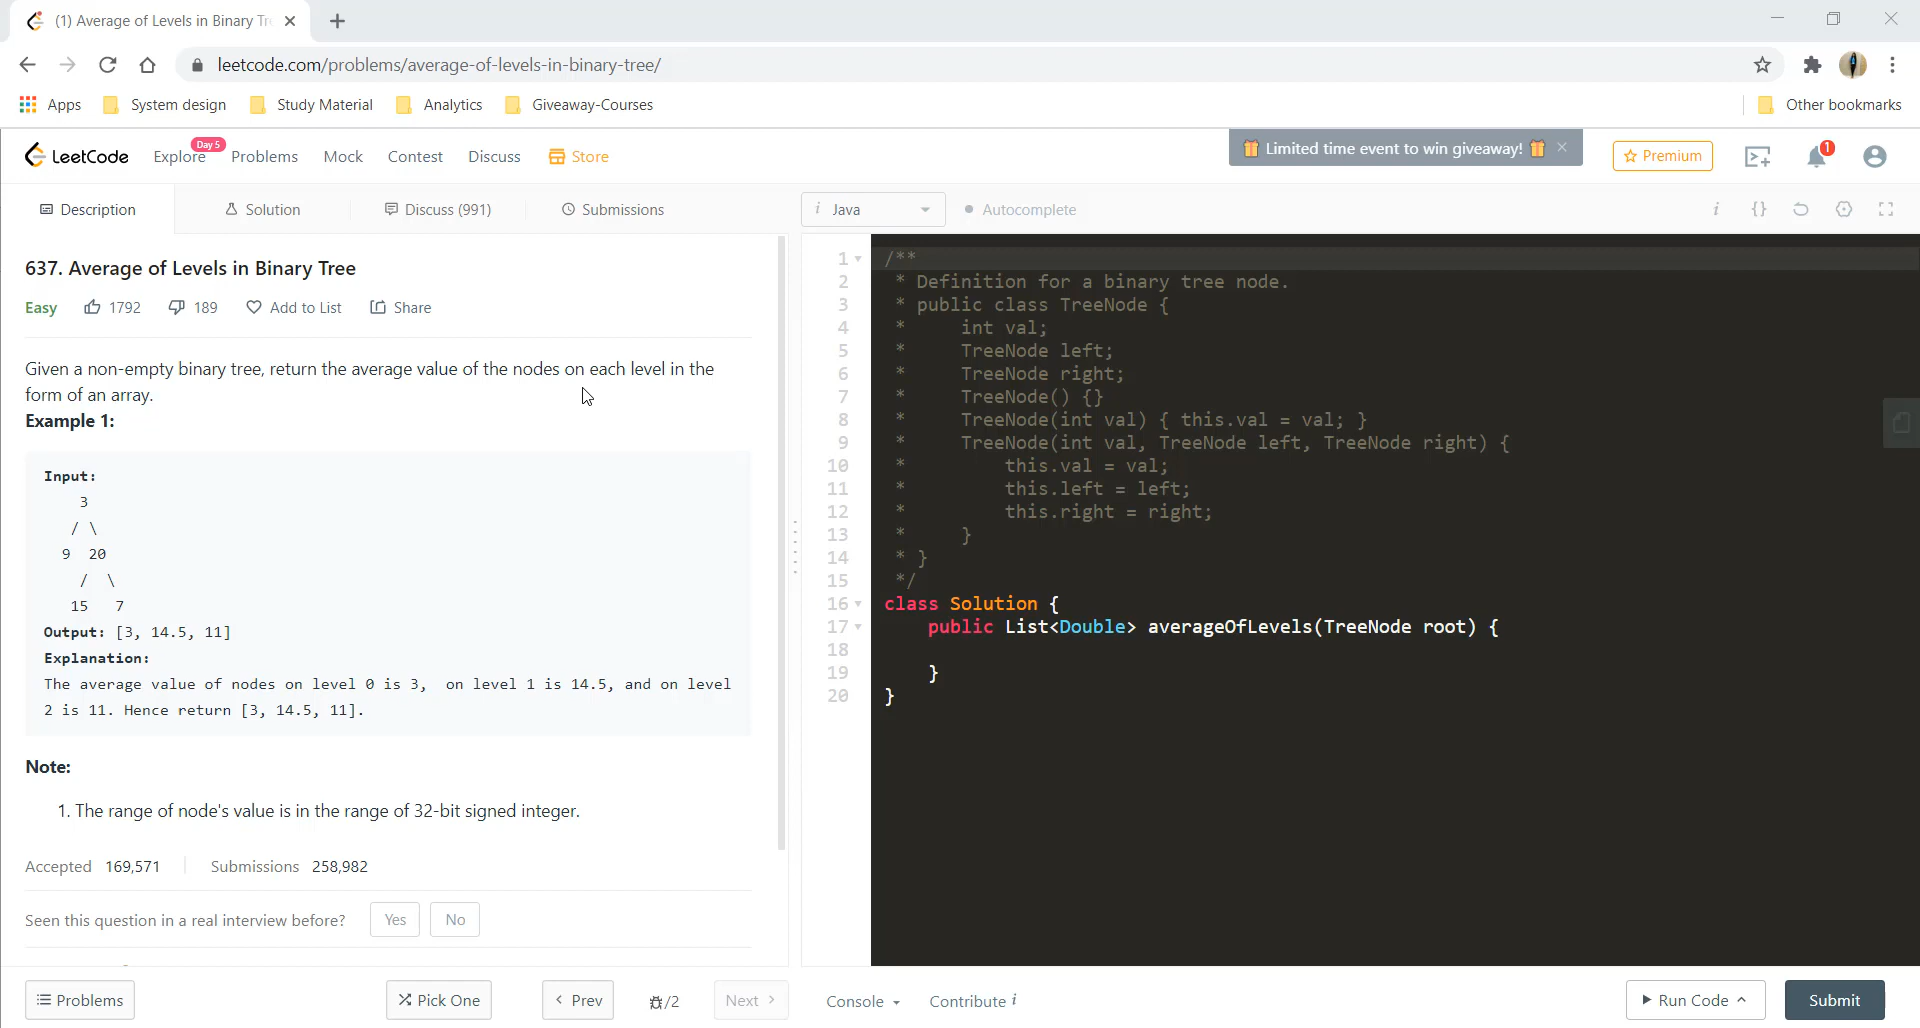 (1) Average of Levels in Binary Tr
leetcode.com/problems/average-of-levels-in-binary-tree/
Apps System design Study Material Analytics Giveaway-Courses Other bookmarks
LeetCode Explore Day 5 Problems Mock Contest Discuss Store Limited time event to win giveaway! Premium 1
Description Solution Discuss (991) Submissions
i Java Autocomplete i {}
637. Average of Levels in Binary Tree
Easy 1792 189 Add to List Share
Given a non-empty binary tree, return the average value of the nodes on each level in the
form of an array.
Example 1:
Input:
3
/ \
9 20
/ \
15 7
Output: [3, 14.5, 11]
Explanation:
The average value of nodes on level 0 is 3, on level 1 is 14.5, and on level
2 is 11. Hence return [3, 14.5, 11].
Note:
1. The range of node's value is in the range of 32-bit signed integer.
Accepted 169,571 Submissions 258,982
Seen this question in a real interview before? Yes No
1 /**
2 * Definition for a binary tree node.
3 * public class TreeNode {
4 * int val;
5 * TreeNode left;
6 * TreeNode right;
7 * TreeNode() {}
8 * TreeNode(int val) { this.val = val; }
9 * TreeNode(int val, TreeNode left, TreeNode right) {
10 * this.val = val;
11 * this.left = left;
12 * this.right = right;
13 * }
14 * }
15 */
16 class Solution {
17 public List<Double> averageOfLevels(TreeNode root) {
18
19 }
20 }
Problems Pick One < Prev /2 Next > Console Contribute i Run Code Submit